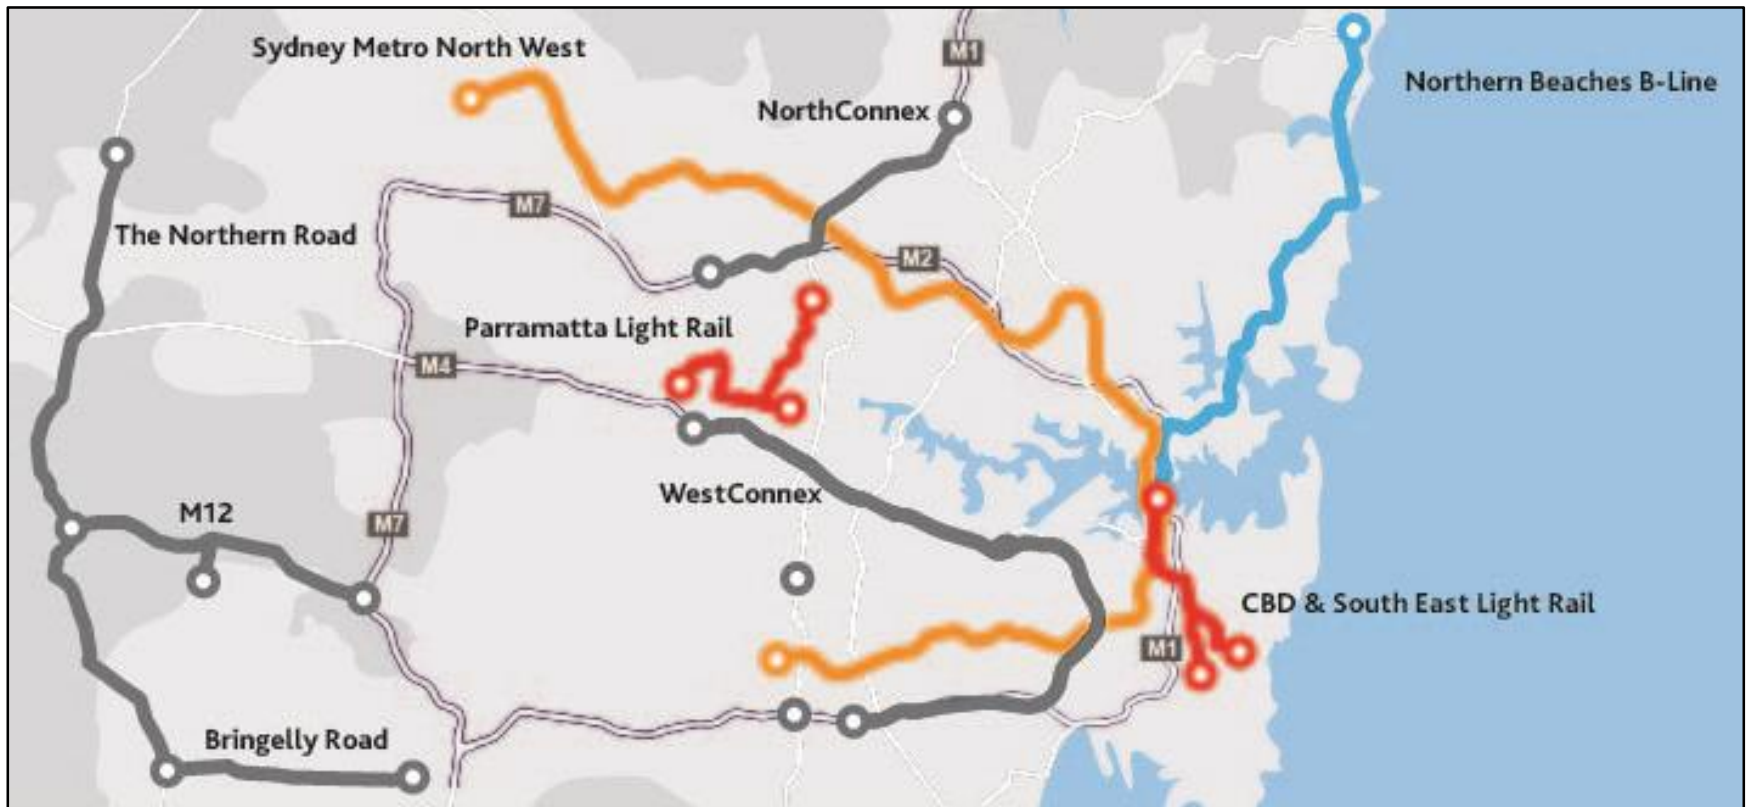 Sydney Metro North West
M1
Northern Beaches B-Line
NorthConnex
M7
The Northern Road
M2
Parramatta Light Rail
M4
WestConnex
M12
M7
CBD & South East Light Rail
M1
Bringelly Road